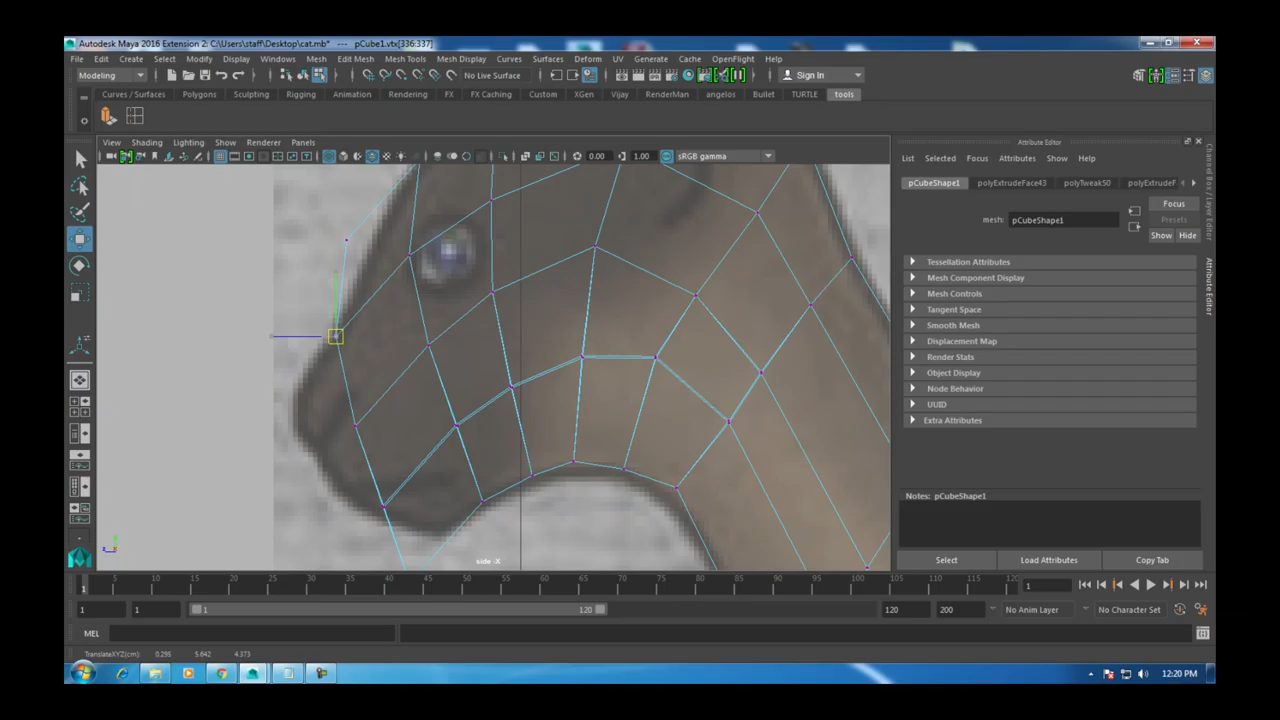 Autodesk Maya 2016 Extension 2: C:\Users\staff\Desktop\cat.mb* --- pCube1.vtx[336:337]
File Edit Create Select Modify Display Windows Mesh Edit Mesh Mesh Tools Mesh Display Curves Surfaces Deform UV Generate Cache OpenFlight Help
Modeling No Live Surface Sign In
Curves / Surfaces Polygons Sculpting Rigging Animation Rendering FX FX Caching Custom XGen Vijay RenderMan angelos Bullet TURTLE tools
View Shading Lighting Show Renderer Panels
0.00 1.00 sRGB gamma
side -X
Attribute Editor
List Selected Focus Attributes Show Help
pCubeShape1 polyExtrudeFace43 polyTweak50 polyExtrudeF
Focus
Presets
mesh: pCubeShape1
Show Hide
Tessellation Attributes
Mesh Component Display
Mesh Controls
Tangent Space
Smooth Mesh
Displacement Map
Render Stats
Object Display
Node Behavior
UUID
Extra Attributes
Notes: pCubeShape1
Select Load Attributes Copy Tab
Channel Box / Layer Editor
Attribute Editor
1 5 10 15 20 25 30 35 40 45 50 55 60 65 70 75 80 85 90 95 100 105 110 115 120 1
1 1 1 120 120 200 No Anim Layer No Character Set
MEL
TranslateXYZ(cm): 0.295 5.642 4.373
12:20 PM